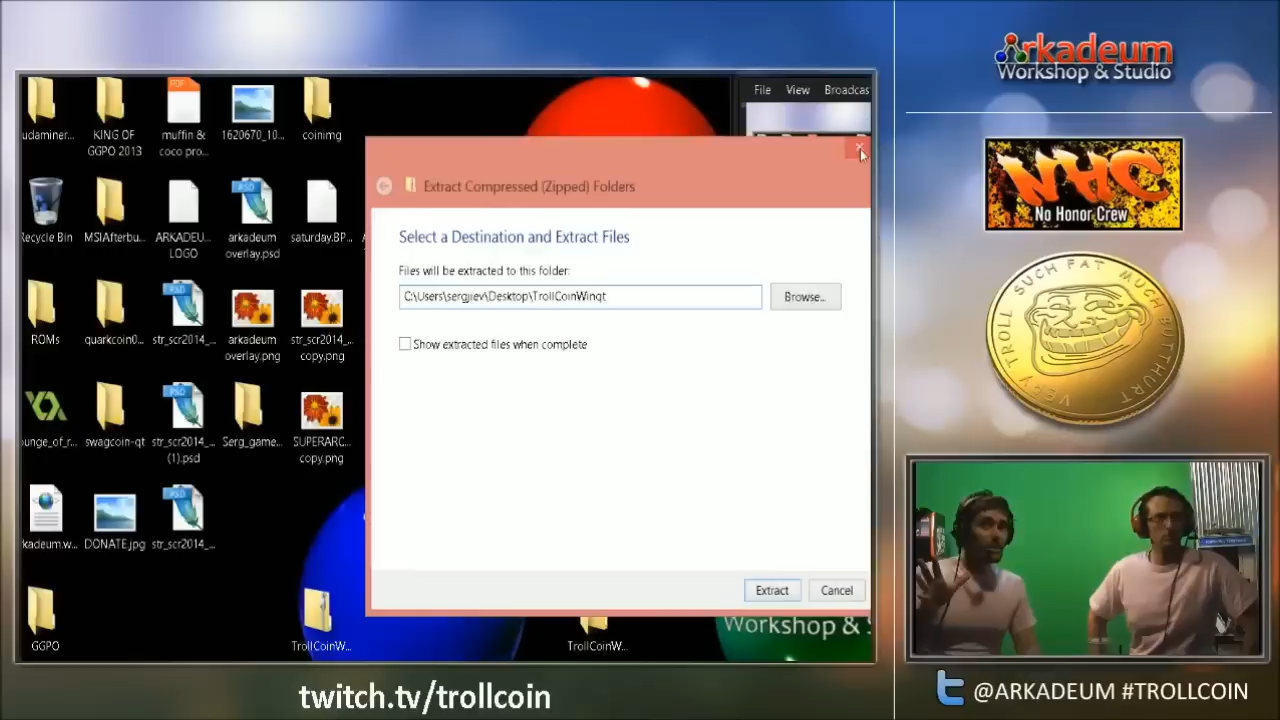 File View Broadcas
udaminer...
KING OF
GGPO 2013
muffin &
coco pro...
1620670_10...
coinimg
Recycle Bin
MSIAfterbu...
ARKADEU...
LOGO
arkadeum
overlay.psd
saturday.BP...
ROMs
quarkcoin0...
str_scr2014_...
arkadeum
overlay.png
str_scr2014_...
copy.png
unge_of_r...
swagcoin-qt
str_scr2014_...
(1).psd
Serg_game...
SUPERARC...
copy.png
kadeum.w...
DONATE.jpg
str_scr2014_...
GGPO
TrollCoinW...
TrollCoinW...
Extract Compressed (Zipped) Folders
Select a Destination and Extract Files
Files will be extracted to this folder:
C:\Users\sergjiev\Desktop\TrollCoinWinqt
Browse...
Show extracted files when complete
Extract
Cancel
Workshop &
twitch.tv/trollcoin
Arkadeum
Workshop & Studio
NHC
No Honor Crew
SUCH FAT MUCH BUTTHURT
VERY TROLL
@ARKADEUM #TROLLCOIN